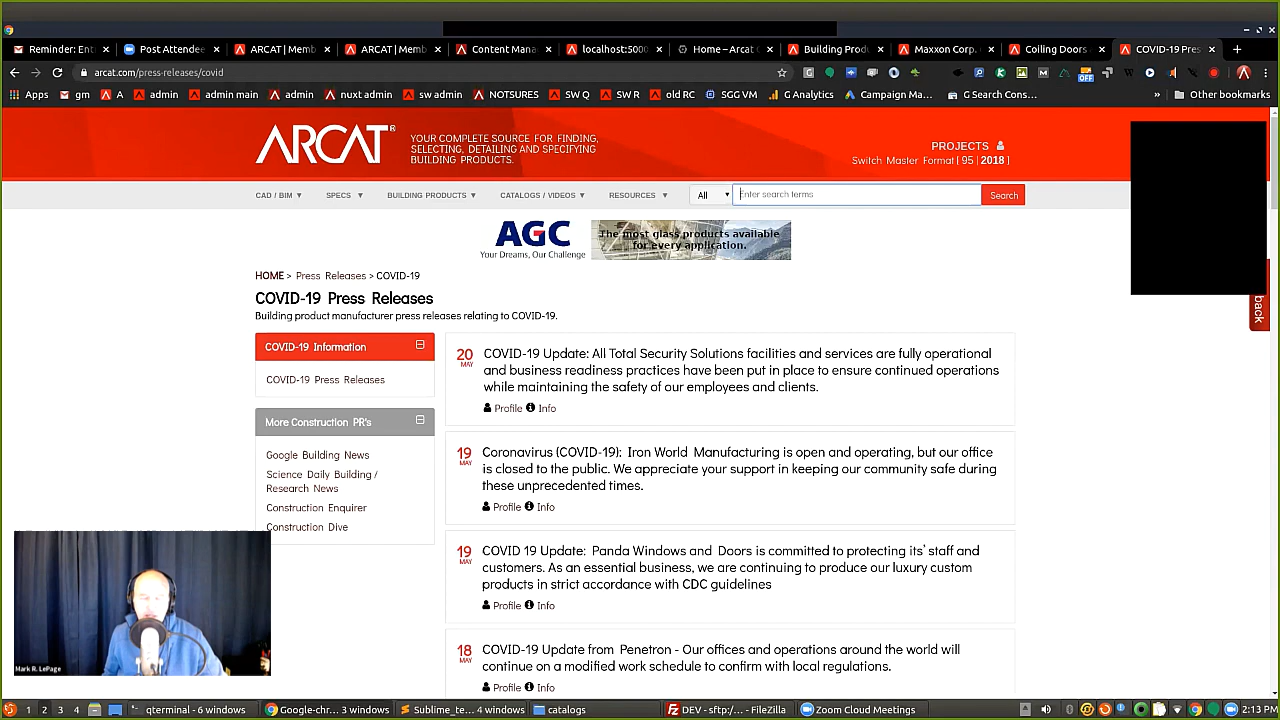 Reminder: Ent
Post Attendee
ARCAT | Memb
ARCAT | Memb
Content Mana
localhost:5000
Home – Arcat C
Building Produ
Maxxon Corp.
Coiling Doors
COVID-19 Pres
arcat.com/press-releases/covid
OFF
Apps
gm
A
admin
admin main
admin
nuxt admin
sw admin
NOTSURES
SW Q
SW R
old RC
SGG VM
G Analytics
Campaign Ma...
G Search Cons...
»
Other bookmarks
ARCAT®
YOUR COMPLETE SOURCE FOR FINDING,
SELECTING, DETAILING AND SPECIFYING
BUILDING PRODUCTS.
PROJECTS
Switch Master Format [ 95 | 2018 ]
CAD / BIM
SPECS
BUILDING PRODUCTS
CATALOGS / VIDEOS
RESOURCES
All
Enter search terms
Search
AGC
Your Dreams, Our Challenge
The most glass products available
for every application.
back
HOME > Press Releases > COVID-19
COVID-19 Press Releases
Building product manufacturer press releases relating to COVID-19.
COVID-19 Information
COVID-19 Press Releases
More Construction PR's
Google Building News
Science Daily Building /
Research News
Construction Enquirer
Construction Dive
20
MAY
COVID-19 Update: All Total Security Solutions facilities and services are fully operational
and business readiness practices have been put in place to ensure continued operations
while maintaining the safety of our employees and clients.
Profile Info
19
MAY
Coronavirus (COVID-19): Iron World Manufacturing is open and operating, but our office
is closed to the public. We appreciate your support in keeping our community safe during
these unprecedented times.
Profile Info
19
MAY
COVID 19 Update: Panda Windows and Doors is committed to protecting its' staff and
customers. As an essential business, we are continuing to produce our luxury custom
products in strict accordance with CDC guidelines
Profile Info
18
MAY
COVID-19 Update from Penetron - Our offices and operations around the world will
continue on a modified work schedule to confirm with local regulations.
Profile Info
Mark R. LePage
1
2
3
4
qterminal - 6 windows
Google-chr... 3 windows
Sublime_te... 4 windows
catalogs
DEV - sftp:/... - FileZilla
Zoom Cloud Meetings
2:13 PM